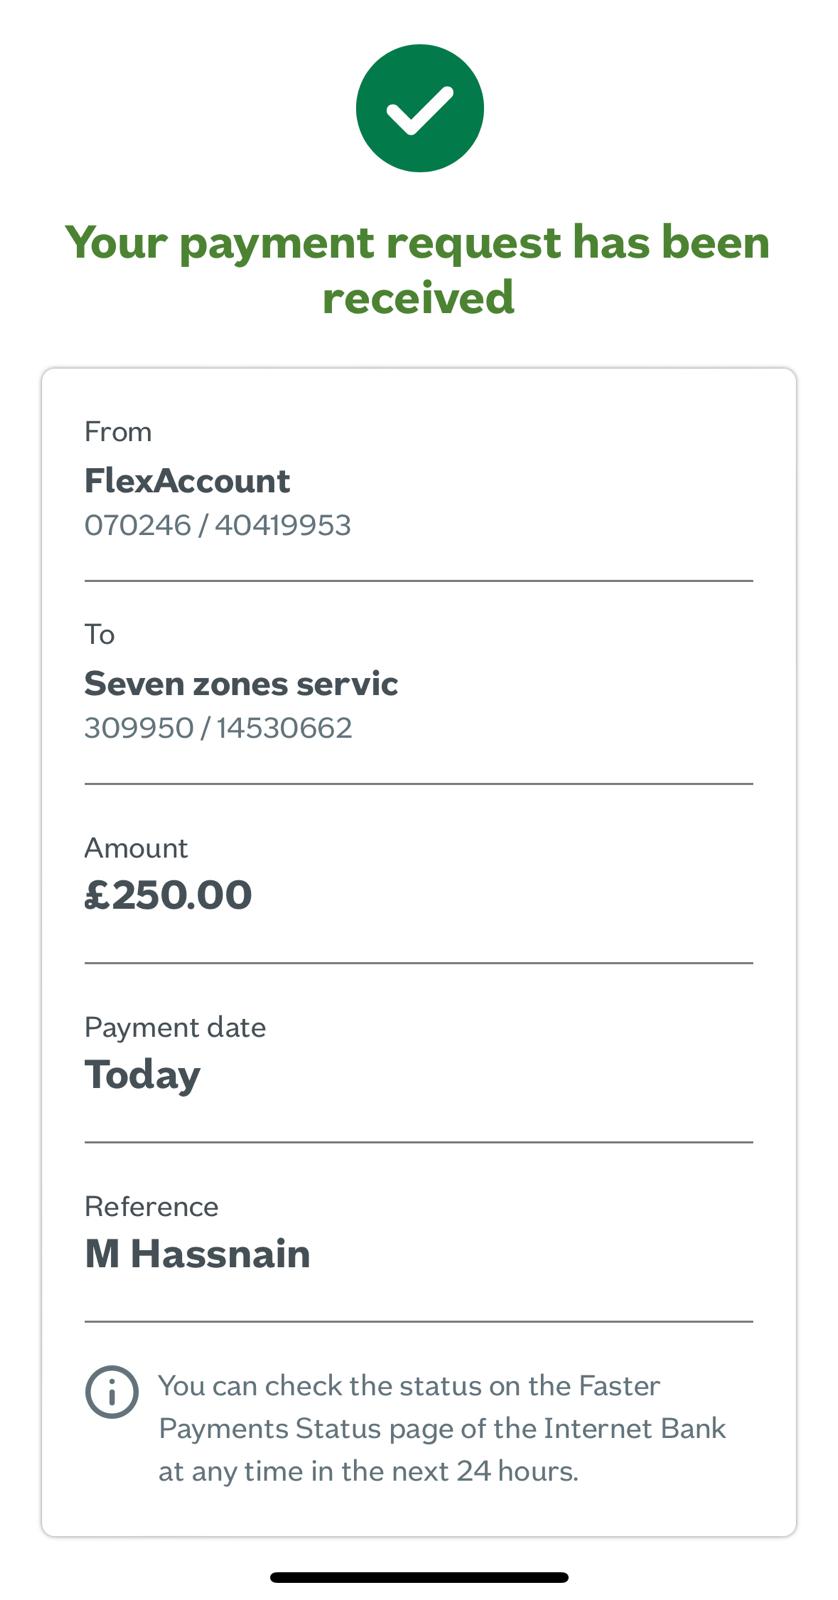 Your payment request has been
received
From
FlexAccount
070246 / 40419953
To
Seven zones servic
309950 / 14530662
Amount
£250.00
Payment date
Today
Reference
M Hassnain
You can check the status on the Faster
Payments Status page of the Internet Bank
at any time in the next 24 hours.